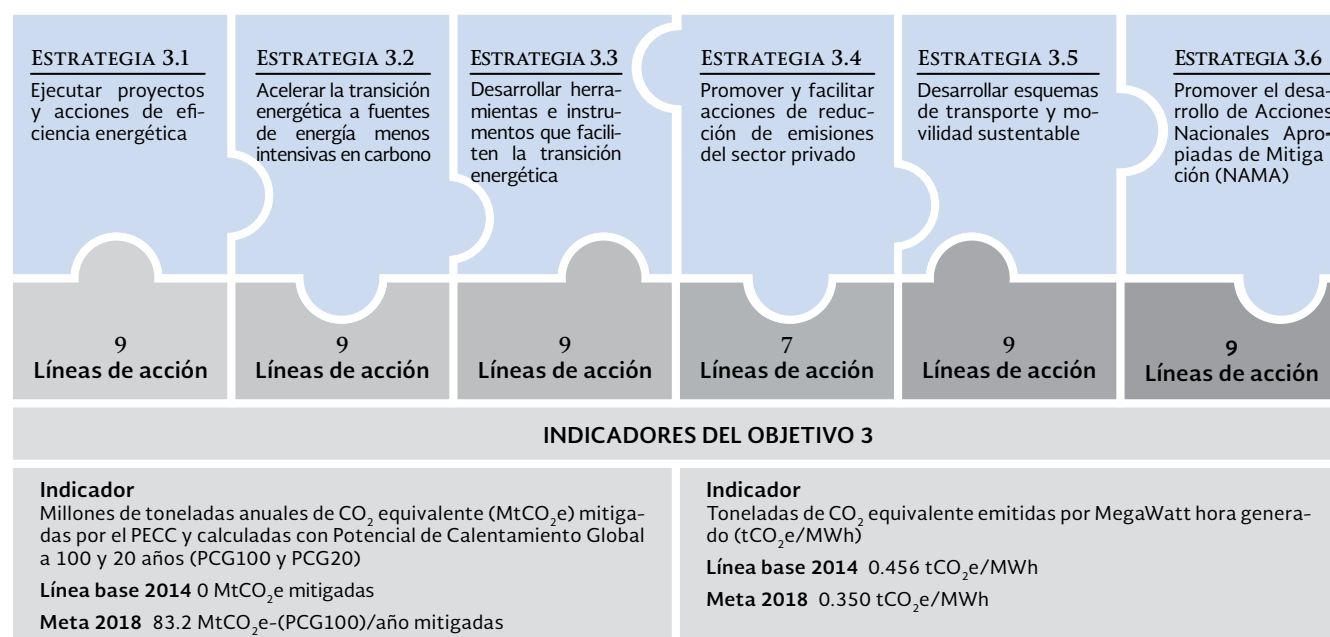 ESTRATEGIA 3.1
Ejecutar proyectos
y acciones de efi-
ciencia energética
ESTRATEGIA 3.2
Acelerar la transición
energética a fuentes
de energía menos
intensivas en carbono
ESTRATEGIA 3.3
Desarrollar herra-
mientas e instru-
mentos que facili-
ten la transición
energética
ESTRATEGIA 3.4
Promover y facilitar
acciones de reduc-
ción de emisiones
del sector privado
ESTRATEGIA 3.5
Desarrollar esquemas
de transporte y mo-
vilidad sustentable
ESTRATEGIA 3.6
Promover el desa-
rrollo de Acciones
Nacionales Apro-
piadas de Mitiga
ción (NAMA)
9
Líneas de acción
9
Líneas de acción
9
Líneas de acción
7
Líneas de acción
9
Líneas de acción
9
Líneas de acción
INDICADORES DEL OBJETIVO 3
Indicador
Millones de toneladas anuales de CO₂ equivalente (MtCO₂e) mitiga-
das por el PECC y calculadas con Potencial de Calentamiento Global
a 100 y 20 años (PCG100 y PCG20)
Línea base 2014 0 MtCO₂e mitigadas
Meta 2018 83.2 MtCO₂e-(PCG100)/año mitigadas
Indicador
Toneladas de CO₂ equivalente emitidas por MegaWatt hora genera-
do (tCO₂e/MWh)
Línea base 2014 0.456 tCO₂e/MWh
Meta 2018 0.350 tCO₂e/MWh